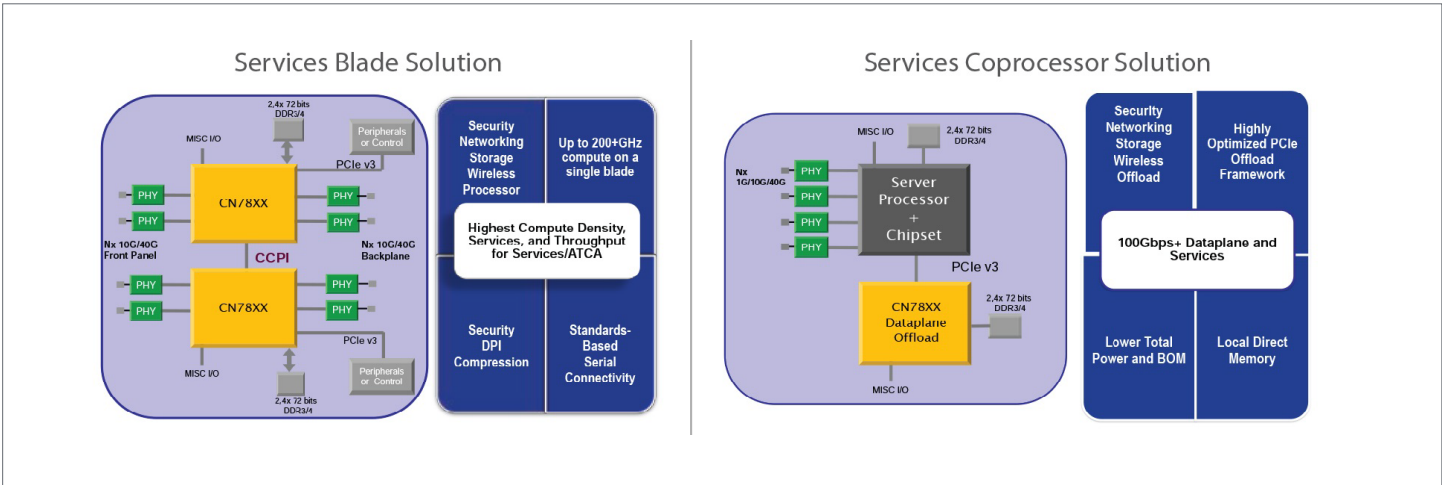 Services Blade Solution
2,4x 72 bits
DDR3/4
MISC I/O
Peripherals
or Control
PCIe v3
CN78XX
PHY
PHY
PHY
PHY
Nx 10G/40G
Front Panel
Nx 10G/40G
Backplane
CCPI
PHY
PHY
PHY
PHY
CN78XX
PCIe v3
MISC I/O
Peripherals
or Control
2,4x 72 bits
DDR3/4
Security
Networking
Storage
Wireless
Processor
Up to 200+GHz
compute on a
single blade
Highest Compute Density,
Services, and Throughput
for Services/ATCA
Security
DPI
Compression
Standards-
Based
Serial
Connectivity
Services Coprocessor Solution
MISC I/O
2,4x 72 bits
DDR3/4
Nx
1G/10G/40G
PHY
PHY
PHY
PHY
Server
Processor
+
Chipset
PCIe v3
CN78XX
Dataplane
Offload
2,4x 72 bits
DDR3/4
MISC I/O
Security
Networking
Storage
Wireless
Offload
Highly
Optimized PCIe
Offload
Framework
100Gbps+ Dataplane and
Services
Lower Total
Power and BOM
Local Direct
Memory